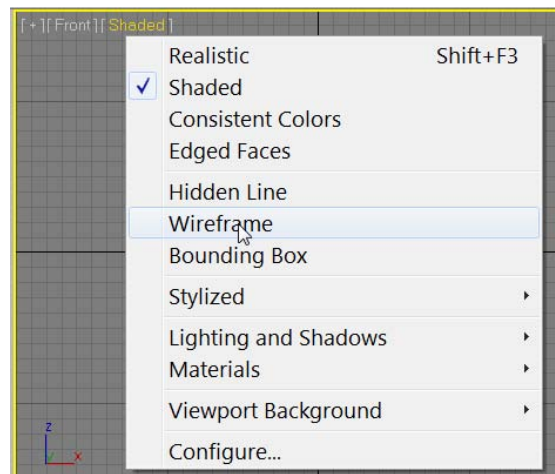 [+][Front][Shaded]
Realistic Shift+F3
Shaded
Consistent Colors
Edged Faces
Hidden Line
Wireframe
Bounding Box
Stylized
Lighting and Shadows
Materials
Viewport Background
Configure...
z
y x